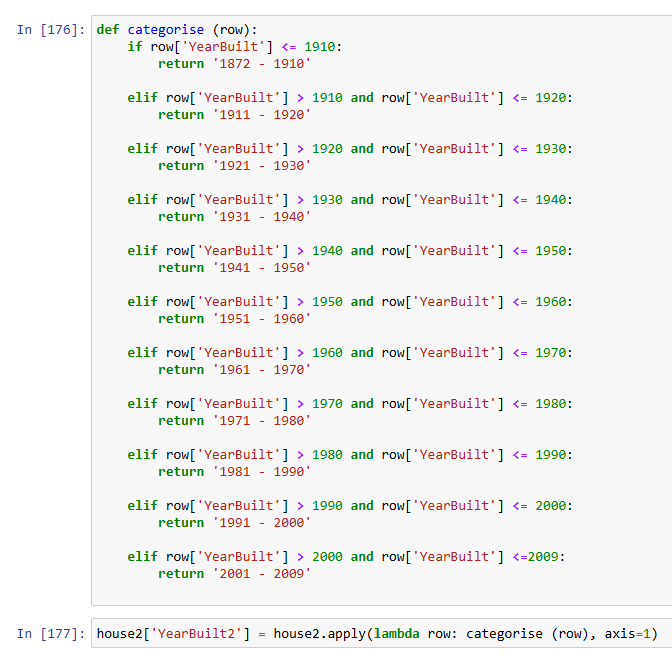 In [176]: def categorise (row):
    if row['YearBuilt'] <= 1910:
        return '1872 - 1910'
    elif row['YearBuilt'] > 1910 and row['YearBuilt'] <= 1920:
        return '1911 - 1920'
    elif row['YearBuilt'] > 1920 and row['YearBuilt'] <= 1930:
        return '1921 - 1930'
    elif row['YearBuilt'] > 1930 and row['YearBuilt'] <= 1940:
        return '1931 - 1940'
    elif row['YearBuilt'] > 1940 and row['YearBuilt'] <= 1950:
        return '1941 - 1950'
    elif row['YearBuilt'] > 1950 and row['YearBuilt'] <= 1960:
        return '1951 - 1960'
    elif row['YearBuilt'] > 1960 and row['YearBuilt'] <= 1970:
        return '1961 - 1970'
    elif row['YearBuilt'] > 1970 and row['YearBuilt'] <= 1980:
        return '1971 - 1980'
    elif row['YearBuilt'] > 1980 and row['YearBuilt'] <= 1990:
        return '1981 - 1990'
    elif row['YearBuilt'] > 1990 and row['YearBuilt'] <= 2000:
        return '1991 - 2000'
    elif row['YearBuilt'] > 2000 and row['YearBuilt'] <=2009:
        return '2001 - 2009'
In [177]: house2['YearBuilt2'] = house2.apply(lambda row: categorise (row), axis=1)